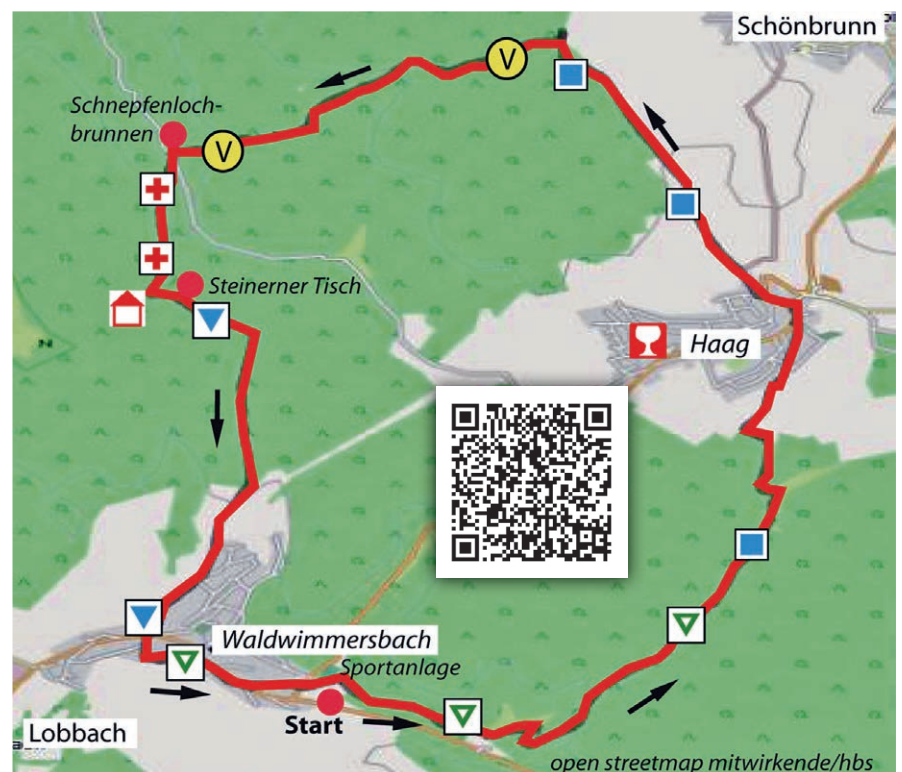 Schönbrunn
V
Schnepfenloch-
brunnen
V
Steinerner Tisch
Haag
Waldwimmersbach
Sportanlage
Start
Lobbach
open streetmap mitwirkende/hbs